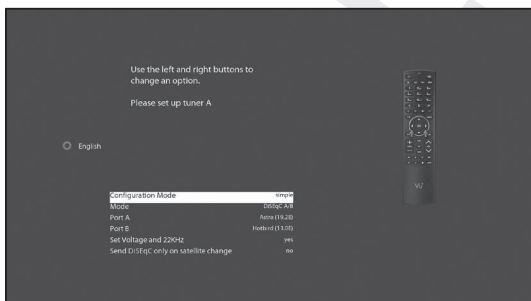 Use the left and right buttons to
change an option.
Please set up tuner A
English
Configuration Mode simple
Mode DiSEqC A/B
Port A Astra (19.2E)
Port B Hotbird (13.0E)
Set Voltage and 22KHz yes
Send DiSEqC only on satellite change no
VU